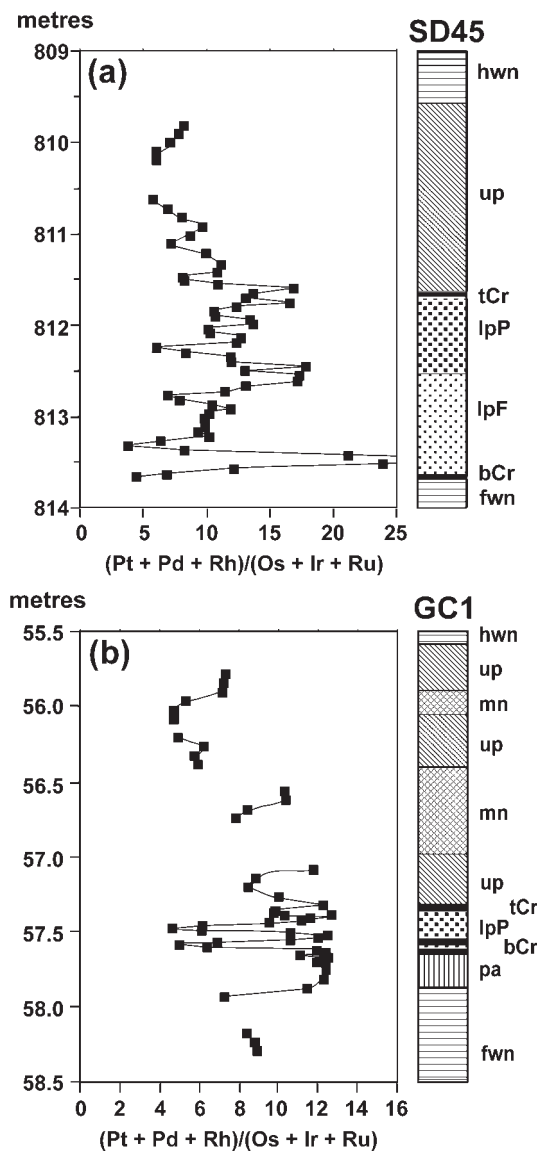 metres
SD45
(a)
809
810
811
812
813
814
0 5 10 15 20 25
(Pt + Pd + Rh)/(Os + Ir + Ru)
hwn
up
tCr
lpP
lpF
bCr
fwn
metres
GC1
(b)
55.5
56.0
56.5
57.0
57.5
58.0
58.5
0 2 4 6 8 10 12 14 16
(Pt + Pd + Rh)/(Os + Ir + Ru)
hwn
up
mn
up
mn
up
tCr
lpP
bCr
pa
fwn